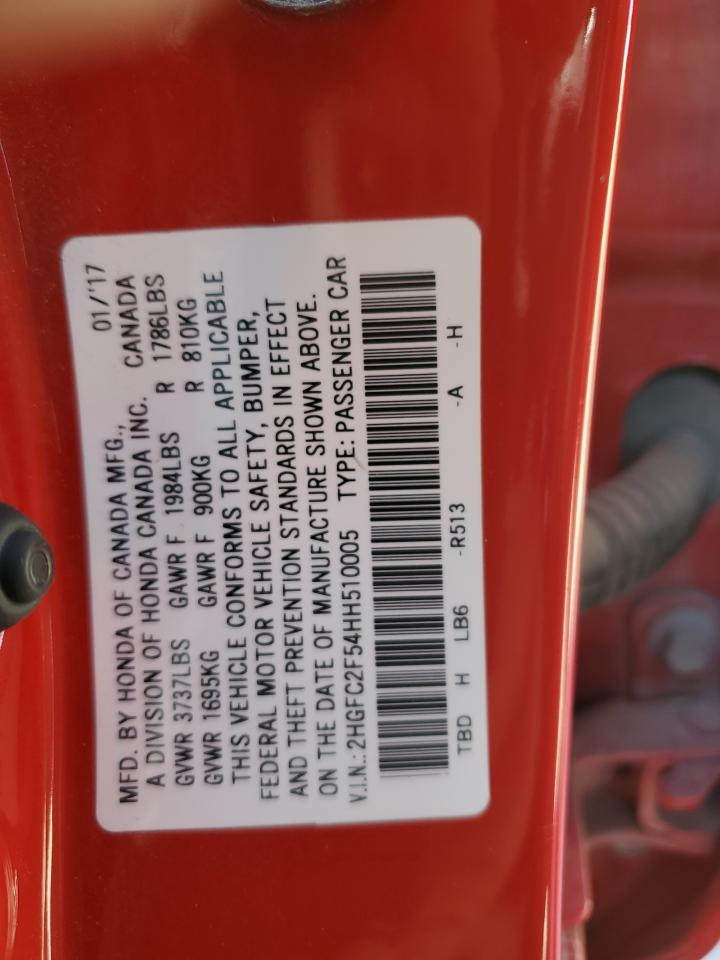 01/'17
MFD. BY HONDA OF CANADA MFG.,
A DIVISION OF HONDA CANADA INC. CANADA
GVWR 3737LBS GAWR F 1984LBS R 1786LBS
GVWR 1695KG GAWR F 900KG R 810KG
THIS VEHICLE CONFORMS TO ALL APPLICABLE
FEDERAL MOTOR VEHICLE SAFETY, BUMPER,
AND THEFT PREVENTION STANDARDS IN EFFECT
ON THE DATE OF MANUFACTURE SHOWN ABOVE.
V.I.N.: 2HGFC2F54HH510005 TYPE: PASSENGER CAR
TBD H LB6 -R513 -A -H